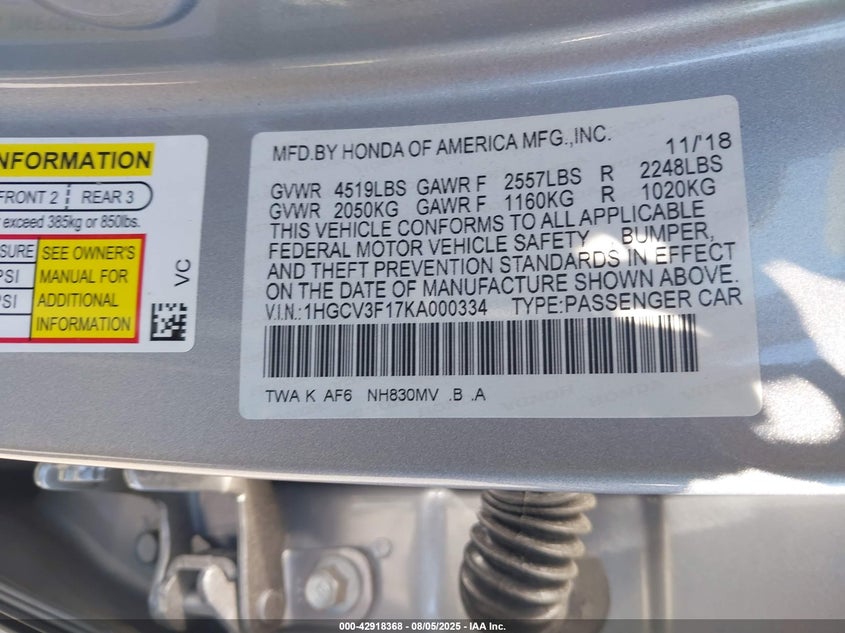 INFORMATION
FRONT 2 REAR 3
exceed 385kg or 850lbs.
SEE OWNER'S
MANUAL FOR
ADDITIONAL
INFORMATION
PSI
PSI
VC
MFD.BY HONDA OF AMERICA MFG.,INC. 11/18
GVWR 4519LBS GAWR F 2557LBS R 2248LBS
GVWR 2050KG GAWR F 1160KG R 1020KG
THIS VEHICLE CONFORMS TO ALL APPLICABLE
FEDERAL MOTOR VEHICLE SAFETY , BUMPER,
AND THEFT PREVENTION STANDARDS IN EFFECT
ON THE DATE OF MANUFACTURE SHOWN ABOVE.
V.I.N.:1HGCV3F17KA000334 TYPE:PASSENGER CAR
TWA K AF6 NH830MV .B .A
000-42918368 - 08/05/2025 - IAA, Inc.